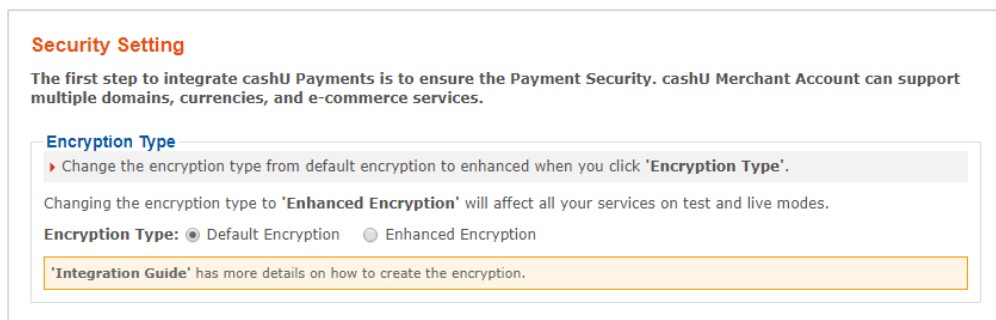 Security Setting
The first step to integrate cashU Payments is to ensure the Payment Security. cashU Merchant Account can support
multiple domains, currencies, and e-commerce services.
Encryption Type
Change the encryption type from default encryption to enhanced when you click 'Encryption Type'.
Changing the encryption type to 'Enhanced Encryption' will affect all your services on test and live modes.
Encryption Type: Default Encryption Enhanced Encryption
'Integration Guide' has more details on how to create the encryption.